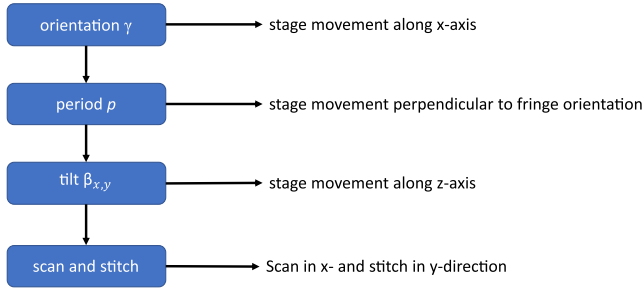 orientation γ
stage movement along x-axis
period p
stage movement perpendicular to fringe orientation
tilt βx,y
stage movement along z-axis
scan and stitch
Scan in x- and stitch in y-direction